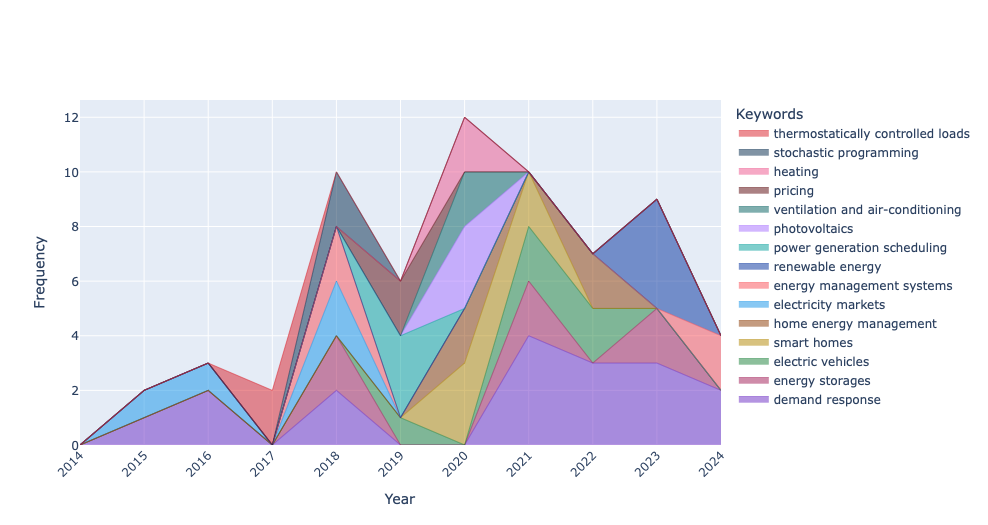 Keywords
thermostatically controlled loads
stochastic programming
heating
pricing
ventilation and air-conditioning
photovoltaics
power generation scheduling
renewable energy
energy management systems
electricity markets
home energy management
smart homes
electric vehicles
energy storages
demand response
Frequency
12
10
8
6
4
2
0
2014
2015
2016
2017
2018
2019
2020
2021
2022
2023
2024
Year